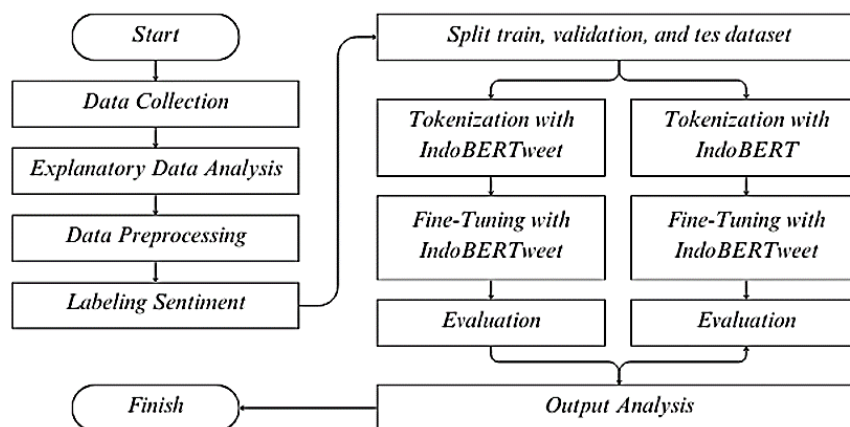 Start
Data Collection
Explanatory Data Analysis
Data Preprocessing
Labeling Sentiment
Split train, validation, and tes dataset
Tokenization with
IndoBERTweet
Fine-Tuning with
IndoBERTweet
Evaluation
Tokenization with
IndoBERT
Fine-Tuning with
IndoBERTweet
Evaluation
Output Analysis
Finish